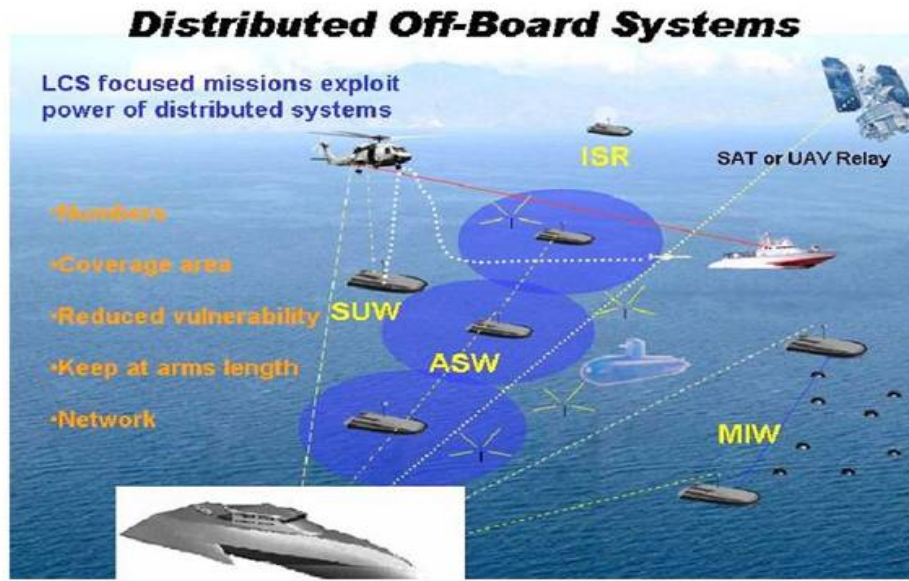 Distributed Off-Board Systems
LCS focused missions exploit
power of distributed systems
ISR
SAT or UAV Relay
•Numbers
•Coverage area
•Reduced vulnerability
SUW
ASW
•Keep at arms length
•Network
MIW